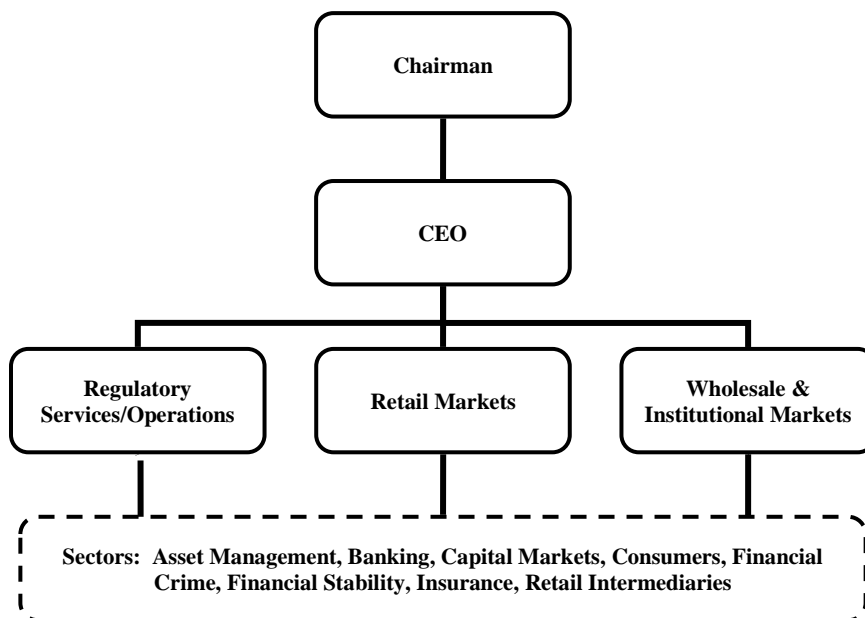 Chairman
CEO
Regulatory
Services/Operations
Retail Markets
Wholesale &
Institutional Markets
Sectors: Asset Management, Banking, Capital Markets, Consumers, Financial
Crime, Financial Stability, Insurance, Retail Intermediaries